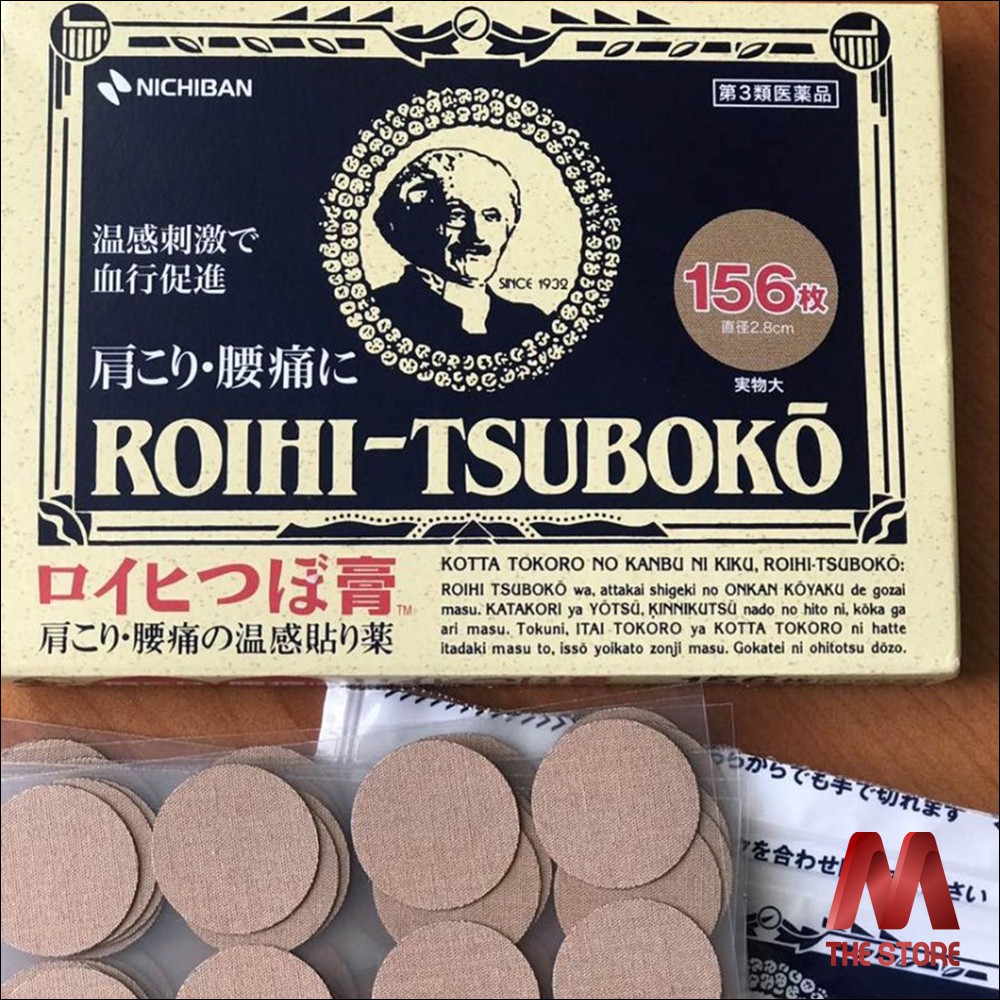 NICHIBAN
第3類医薬品
温感刺激で
血行促進
SINCE 1932
156枚
直径2.8cm
実物大
肩こり・腰痛に
ROIHI-TSUBOKŌ
ロイヒつぼ膏™
肩こり・腰痛の温感貼り薬
KOTTA TOKORO NO KANBU NI KIKU, ROIHI-TSUBOKŌ:
ROIHI TSUBOKŌ wa, attakai shigeki no ONKAN KŌYAKU de gozai
masu. KATAKORI ya YŌTSŪ, KINNIKUTSŪ nado no hito ni, kōka ga
ari masu. Tokuni, ITAI TOKORO ya KOTTA TOKORO ni hatte
itadaki masu to, issō yoikato zonji masu. Gokatei ni ohitotsu dōzo.
らからでも手で切れます
を合わせ
さい
M
THE STORE